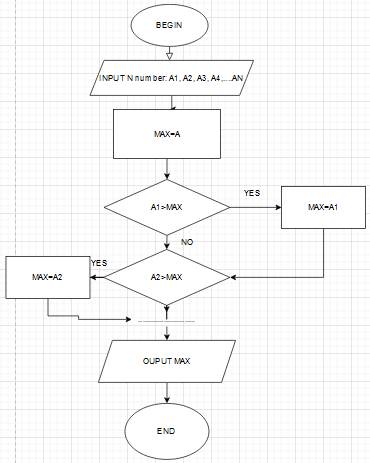 BEGIN
INPUT N number: A1, A2, A3, A4,....AN
MAX=A
A1>MAX
YES
MAX=A1
NO
YES
A2>MAX
MAX=A2
OUPUT MAX
END